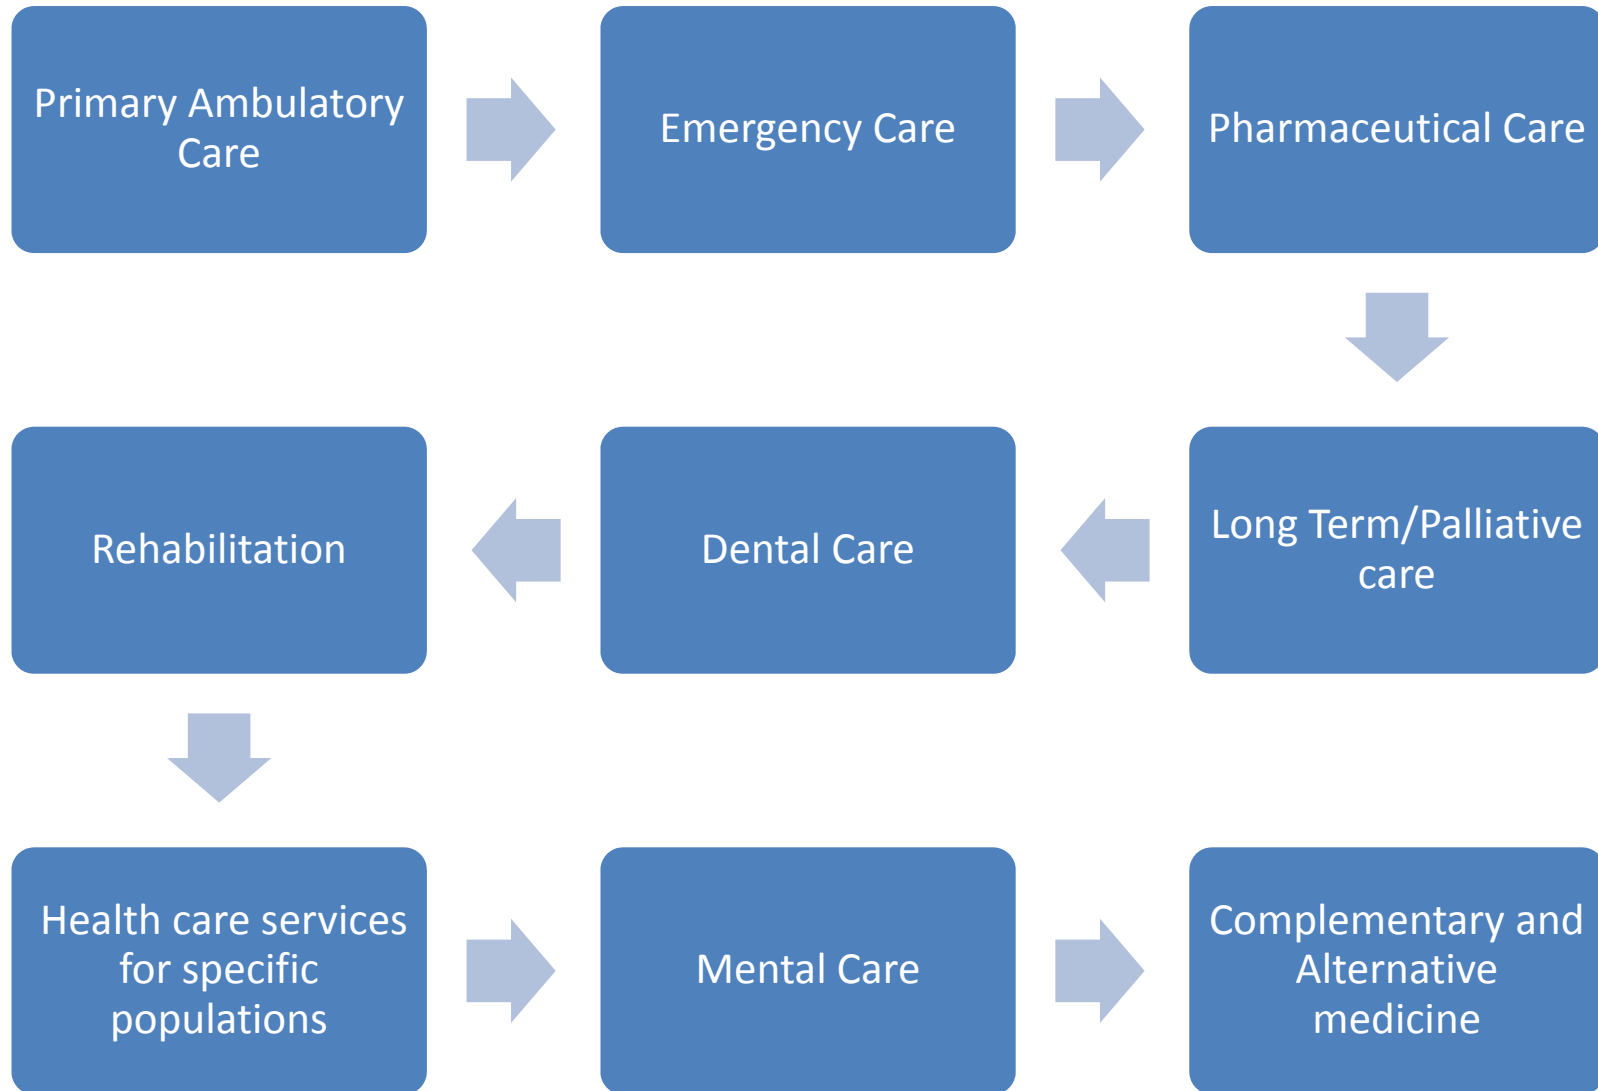 Primary Ambulatory
Care
Emergency Care
Pharmaceutical Care
Long Term/Palliative
care
Dental Care
Rehabilitation
Health care services
for specific
populations
Mental Care
Complementary and
Alternative
medicine